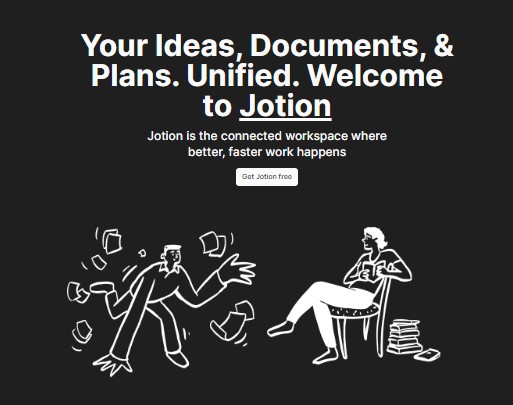 Your Ideas, Documents, &
Plans. Unified. Welcome
to Jotion
Jotion is the connected workspace where
better, faster work happens
Get Jotion free